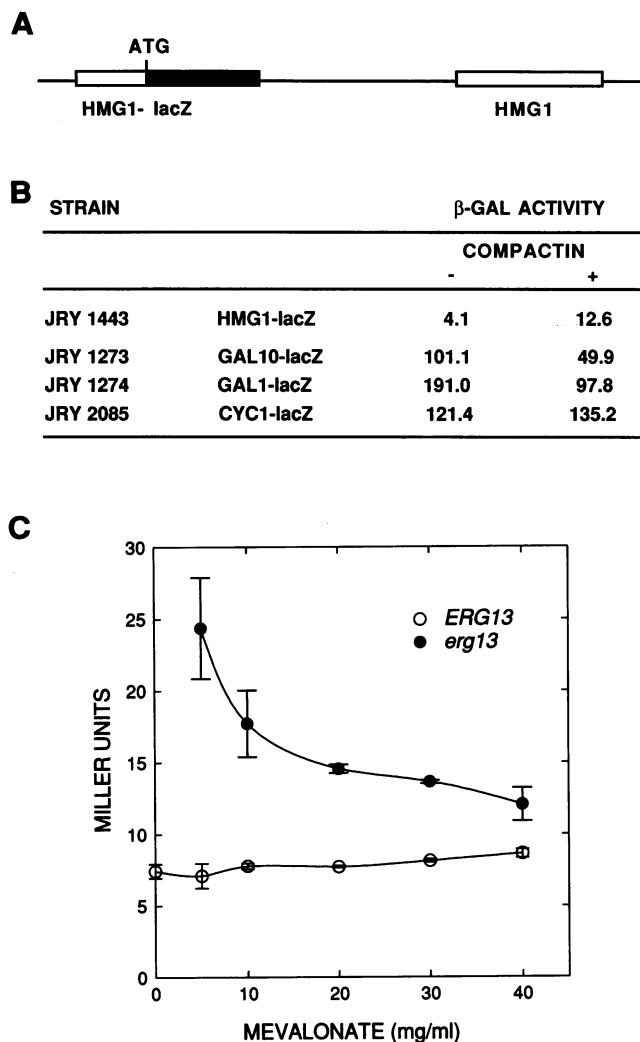 A
ATG
HMG1- lacZ
HMG1
B
STRAIN β-GAL ACTIVITY
COMPACTIN
- +
JRY 1443 HMG1-lacZ 4.1 12.6
JRY 1273 GAL10-lacZ 101.1 49.9
JRY 1274 GAL1-lacZ 191.0 97.8
JRY 2085 CYC1-lacZ 121.4 135.2
C
30
25
20
15
10
5
0
MILLER UNITS
ERG13
erg13
0 10 20 30 40
MEVALONATE (mg/ml)